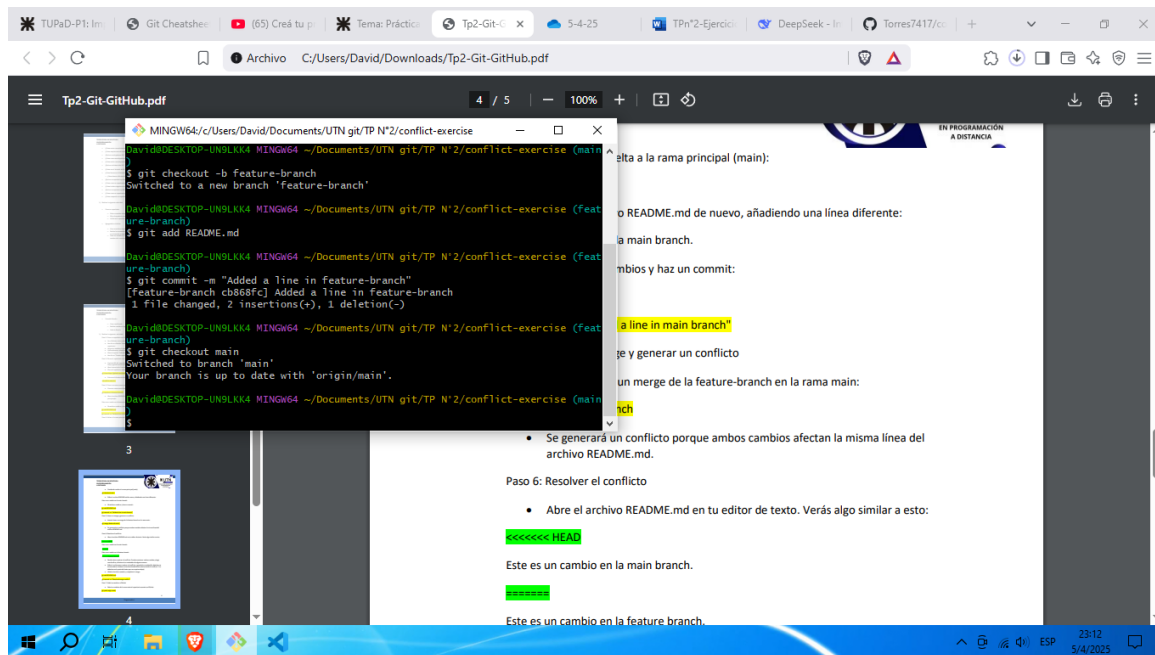 TUPaD-P1: Im
Git Cheatshee
(65) Creá tu p
Tema: Práctica
Tp2-Git-G
5-4-25
TPn°2-Ejercici
DeepSeek - In
Torres7417/co
Archivo C:/Users/David/Downloads/Tp2-Git-GitHub.pdf
Tp2-Git-GitHub.pdf
4 / 5
100%
MINGW64:/c/Users/David/Documents/UTN git/TP N°2/conflict-exercise
David@DESKTOP-UN9LKK4 MINGW64 ~/Documents/UTN git/TP N°2/conflict-exercise (main
)
$ git checkout -b feature-branch
Switched to a new branch 'feature-branch'
David@DESKTOP-UN9LKK4 MINGW64 ~/Documents/UTN git/TP N°2/conflict-exercise (feat
ure-branch)
$ git add README.md
David@DESKTOP-UN9LKK4 MINGW64 ~/Documents/UTN git/TP N°2/conflict-exercise (feat
ure-branch)
$ git commit -m "Added a line in feature-branch"
[feature-branch cb868fc] Added a line in feature-branch
1 file changed, 2 insertions(+), 1 deletion(-)
David@DESKTOP-UN9LKK4 MINGW64 ~/Documents/UTN git/TP N°2/conflict-exercise (feat
ure-branch)
$ git checkout main
Switched to branch 'main'
Your branch is up to date with 'origin/main'.
David@DESKTOP-UN9LKK4 MINGW64 ~/Documents/UTN git/TP N°2/conflict-exercise (main
)
$
3
4
EN PROGRAMACIÓN
A DISTANCIA
elta a la rama principal (main):
o README.md de nuevo, añadiendo una línea diferente:
la main branch.
mbios y haz un commit:
a line in main branch"
ge y generar un conflicto
un merge de la feature-branch en la rama main:
nch
• Se generará un conflicto porque ambos cambios afectan la misma línea del
archivo README.md.
Paso 6: Resolver el conflicto
• Abre el archivo README.md en tu editor de texto. Verás algo similar a esto:
<<<<<<< HEAD
Este es un cambio en la main branch.
=======
Este es un cambio en la feature branch.
ESP
23:12
5/4/2025